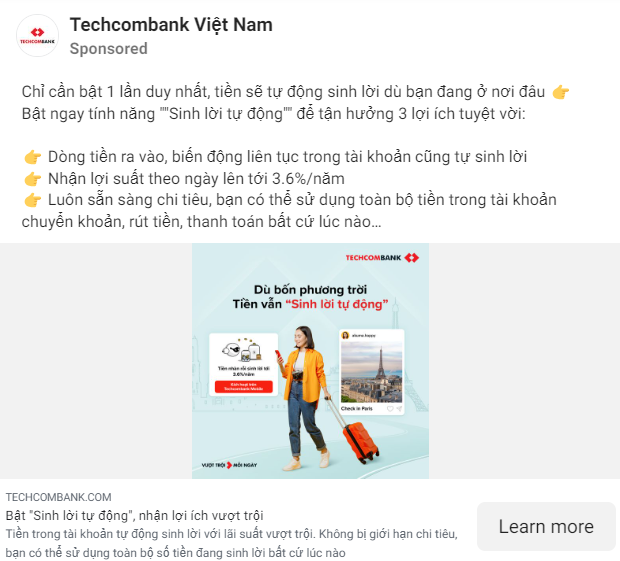 TECHCOMBANK
Techcombank Việt Nam
Sponsored
Chỉ cần bật 1 lần duy nhất, tiền sẽ tự động sinh lời dù bạn đang ở nơi đâu 👉
Bật ngay tính năng ""Sinh lời tự động"" để tận hưởng 3 lợi ích tuyệt vời:
👉 Dòng tiền ra vào, biến động liên tục trong tài khoản cũng tự sinh lời
👉 Nhận lợi suất theo ngày lên tới 3.6%/năm
👉 Luôn sẵn sàng chi tiêu, bạn có thể sử dụng toàn bộ tiền trong tài khoản
chuyển khoản, rút tiền, thanh toán bất cứ lúc nào...
TECHCOMBANK
Dù bốn phương trời
Tiền vẫn "Sinh lời tự động"
Tiền nhàn rỗi sinh lời tới
3.6%/năm
Kích hoạt trên
Techcombank Mobile
Check in Paris
VƯỢT TRỘI MỖI NGÀY
TECHCOMBANK.COM
Bật "Sinh lời tự động", nhận lợi ích vượt trội
Tiền trong tài khoản tự động sinh lời với lãi suất vượt trội. Không bị giới hạn chi tiêu,
bạn có thể sử dụng toàn bộ số tiền đang sinh lời bất cứ lúc nào
Learn more